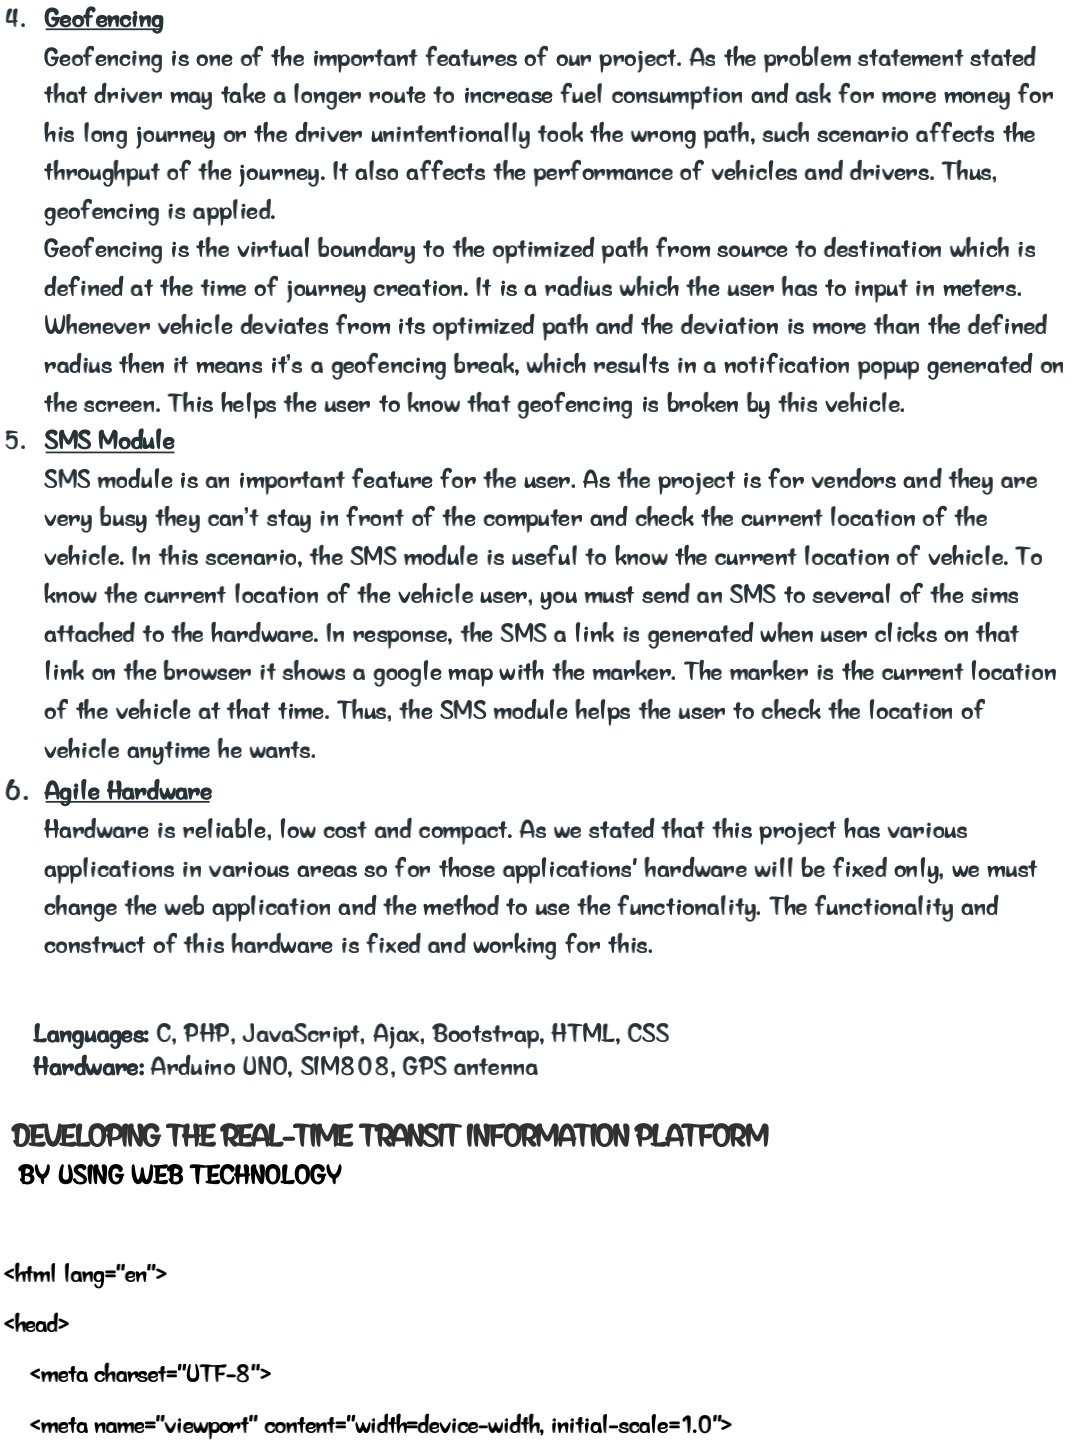 4. Geofencing
Geofencing is one of the important features of our project. As the problem statement stated
that driver may take a longer route to increase fuel consumption and ask for more money for
his long journey or the driver unintentionally took the wrong path, such scenario affects the
throughput of the journey. It also affects the performance of vehicles and drivers. Thus,
geofencing is applied.
Geofencing is the virtual boundary to the optimized path from source to destination which is
defined at the time of journey creation. It is a radius which the user has to input in meters.
Whenever vehicle deviates from its optimized path and the deviation is more than the defined
radius then it means it's a geofencing break, which results in a notification popup generated on
the screen. This helps the user to know that geofencing is broken by this vehicle.
5. SMS Module
SMS module is an important feature for the user. As the project is for vendors and they are
very busy they can't stay in front of the computer and check the current location of the
vehicle. In this scenario, the SMS module is useful to know the current location of vehicle. To
know the current location of the vehicle user, you must send an SMS to several of the sims
attached to the hardware. In response, the SMS a link is generated when user clicks on that
link on the browser it shows a google map with the marker. The marker is the current location
of the vehicle at that time. Thus, the SMS module helps the user to check the location of
vehicle anytime he wants.
6. Agile Hardware
Hardware is reliable, low cost and compact. As we stated that this project has various
applications in various areas so for those applications' hardware will be fixed only, we must
change the web application and the method to use the functionality. The functionality and
construct of this hardware is fixed and working for this.
Languages: C, PHP, JavaScript, Ajax, Bootstrap, HTML, CSS
Hardware: Arduino UNO, SIM808, GPS antenna
DEVELOPING THE REAL-TIME TRANSIT INFORMATION PLATFORM
BY USING WEB TECHNOLOGY
<html lang="en">
<head>
<meta charset="UTF-8">
<meta name="viewport" content="width=device-width, initial-scale=1.0">